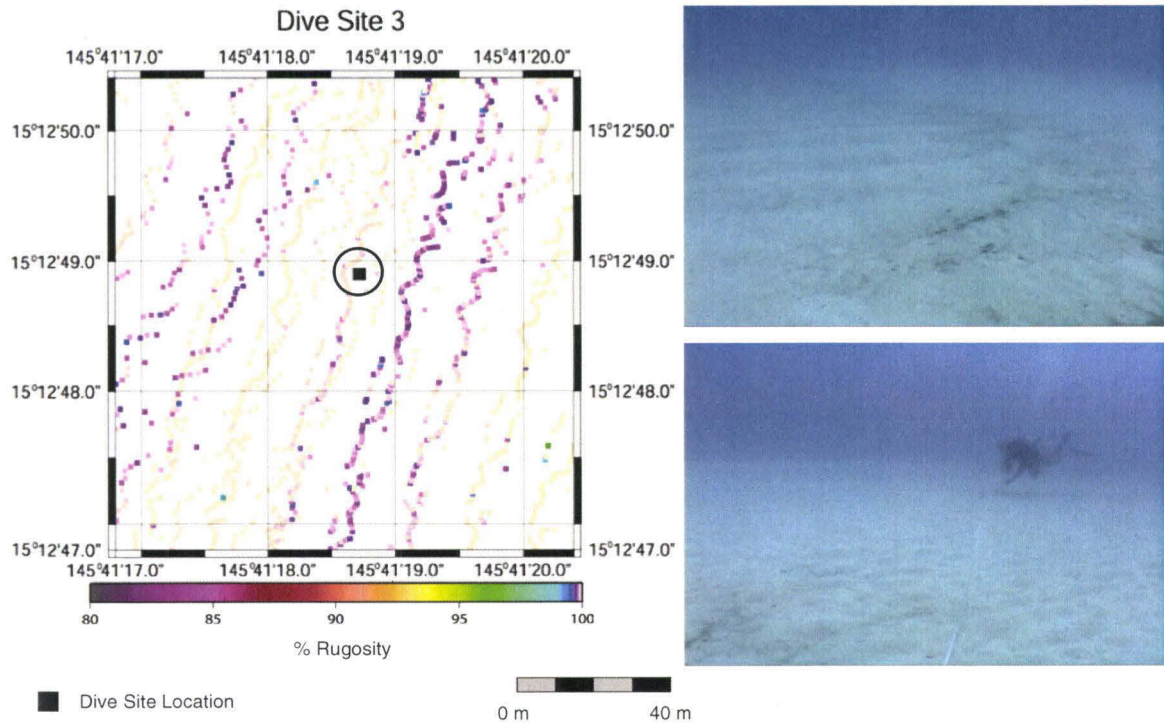 Dive Site 3
145°41'17.0" 145°41'18.0" 145°41'19.0" 145°41'20.0"
15°12'50.0" 15°12'50.0"
15°12'49.0" 15°12'49.0"
15°12'48.0" 15°12'48.0"
15°12'47.0" 15°12'47.0"
145°41'17.0" 145°41'18.0" 145°41'19.0" 145°41'20.0"
80 85 90 95 100
% Rugosity
Dive Site Location
0 m 40 m